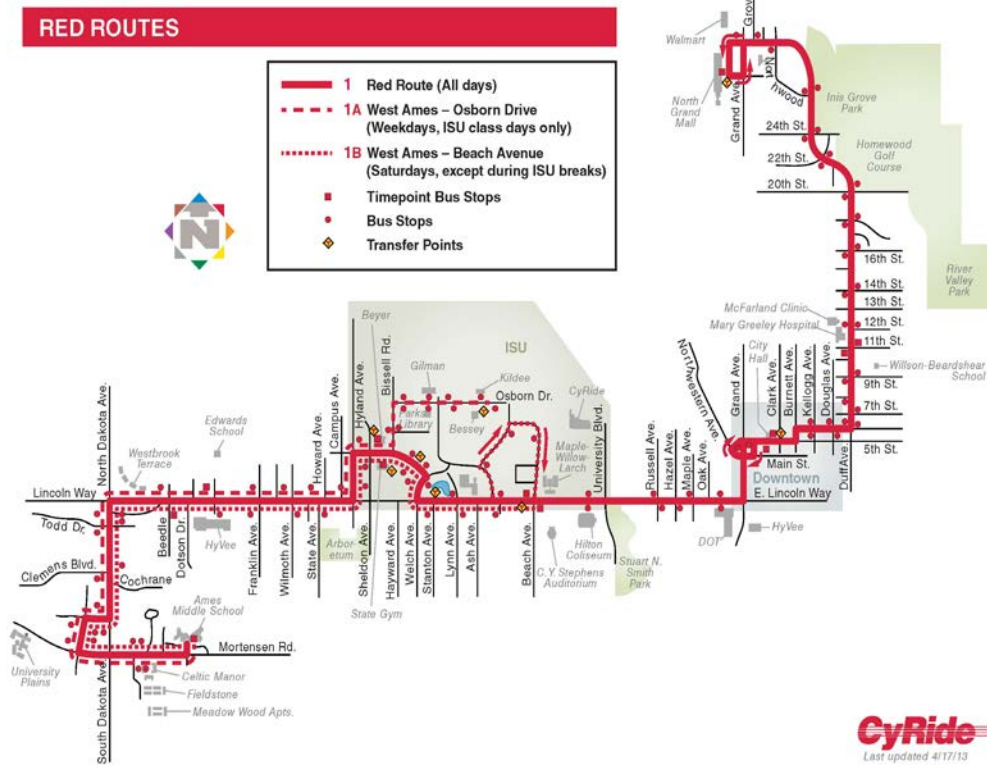 RED ROUTES
1 Red Route (All days)
1A West Ames – Osborn Drive
(Weekdays, ISU class days only)
1B West Ames – Beach Avenue
(Saturdays, except during ISU breaks)
Timepoint Bus Stops
Bus Stops
Transfer Points
N
Walmart
Grov
Nort
hwood
North
Grand
Mall
Grand Ave.
Inis Grove
Park
24th St.
22th St.
Homewood
Golf
Course
20th St.
16th St.
River
Valley
Park
14th St.
13th St.
McFarland Clinic
12th St.
Mary Greeley Hospital
11th St.
Willson-Beardshear
School
9th St.
7th St.
5th St.
City
Hall
Northwestern Ave.
Grand Ave.
Clark Ave.
Burnett Ave.
Kellogg Ave.
Douglas Ave.
Duff Ave.
Main St.
Downtown
E. Lincoln Way
HyVee
DOT
Beyer
ISU
Gilman
Kildee
CyRide
Osborn Dr.
Parks
Library
Bessey
Maple-
Willow-
Larch
University Blvd.
Bissell Rd.
Hyland Ave.
Campus Ave.
Howard Ave.
Edwards
School
Westbrook
Terrace
North Dakota Ave.
Lincoln Way
Todd Dr.
Beedle
Dotson Dr.
HyVee
Franklin Ave.
Wilmoth Ave.
State Ave.
Arbor-
etum
Sheldon Ave.
Hayward Ave.
Welch Ave.
Stanton Ave.
Lynn Ave.
Ash Ave.
Beach Ave.
State Gym
C.Y. Stephens
Auditorium
Hilton
Coliseum
Stuart N.
Smith
Park
Russell Ave.
Hazel Ave.
Maple Ave.
Oak Ave.
Clemens Blvd.
Cochrane
Ames
Middle School
Mortensen Rd.
University
Plains
Celtic Manor
Fieldstone
Meadow Wood Apts.
South Dakota Ave.
CyRide
Last updated 4/17/13